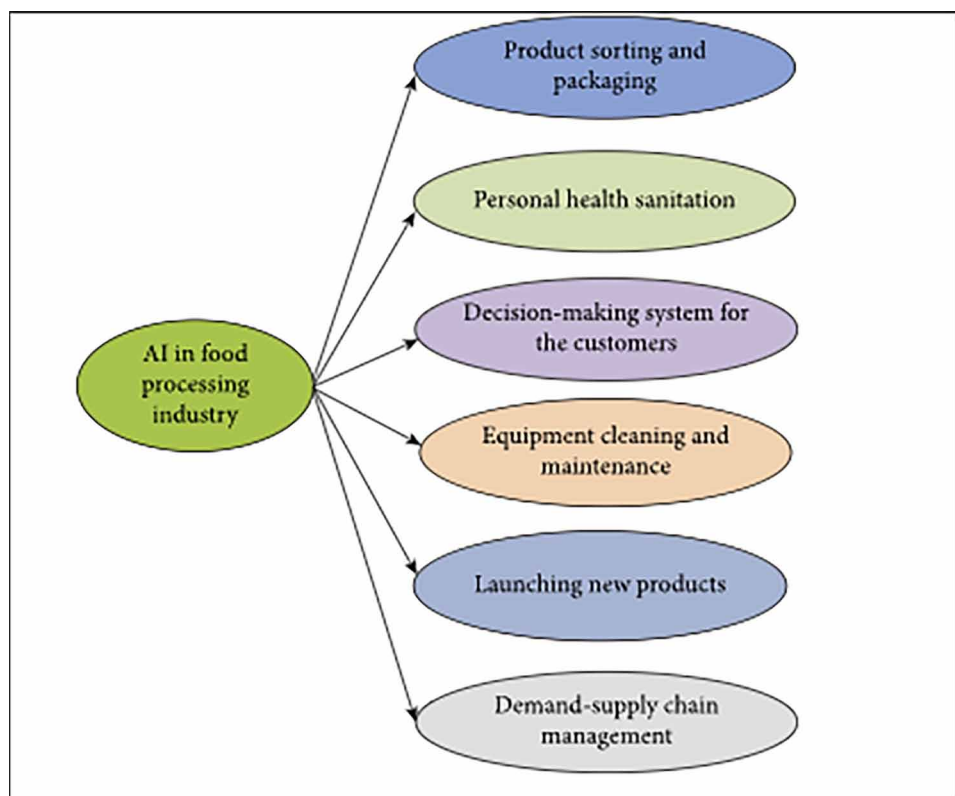 Product sorting and
packaging
Personal health sanitation
Decision-making system for
the customers
AI in food
processing
industry
Equipment cleaning and
maintenance
Launching new products
Demand-supply chain
management